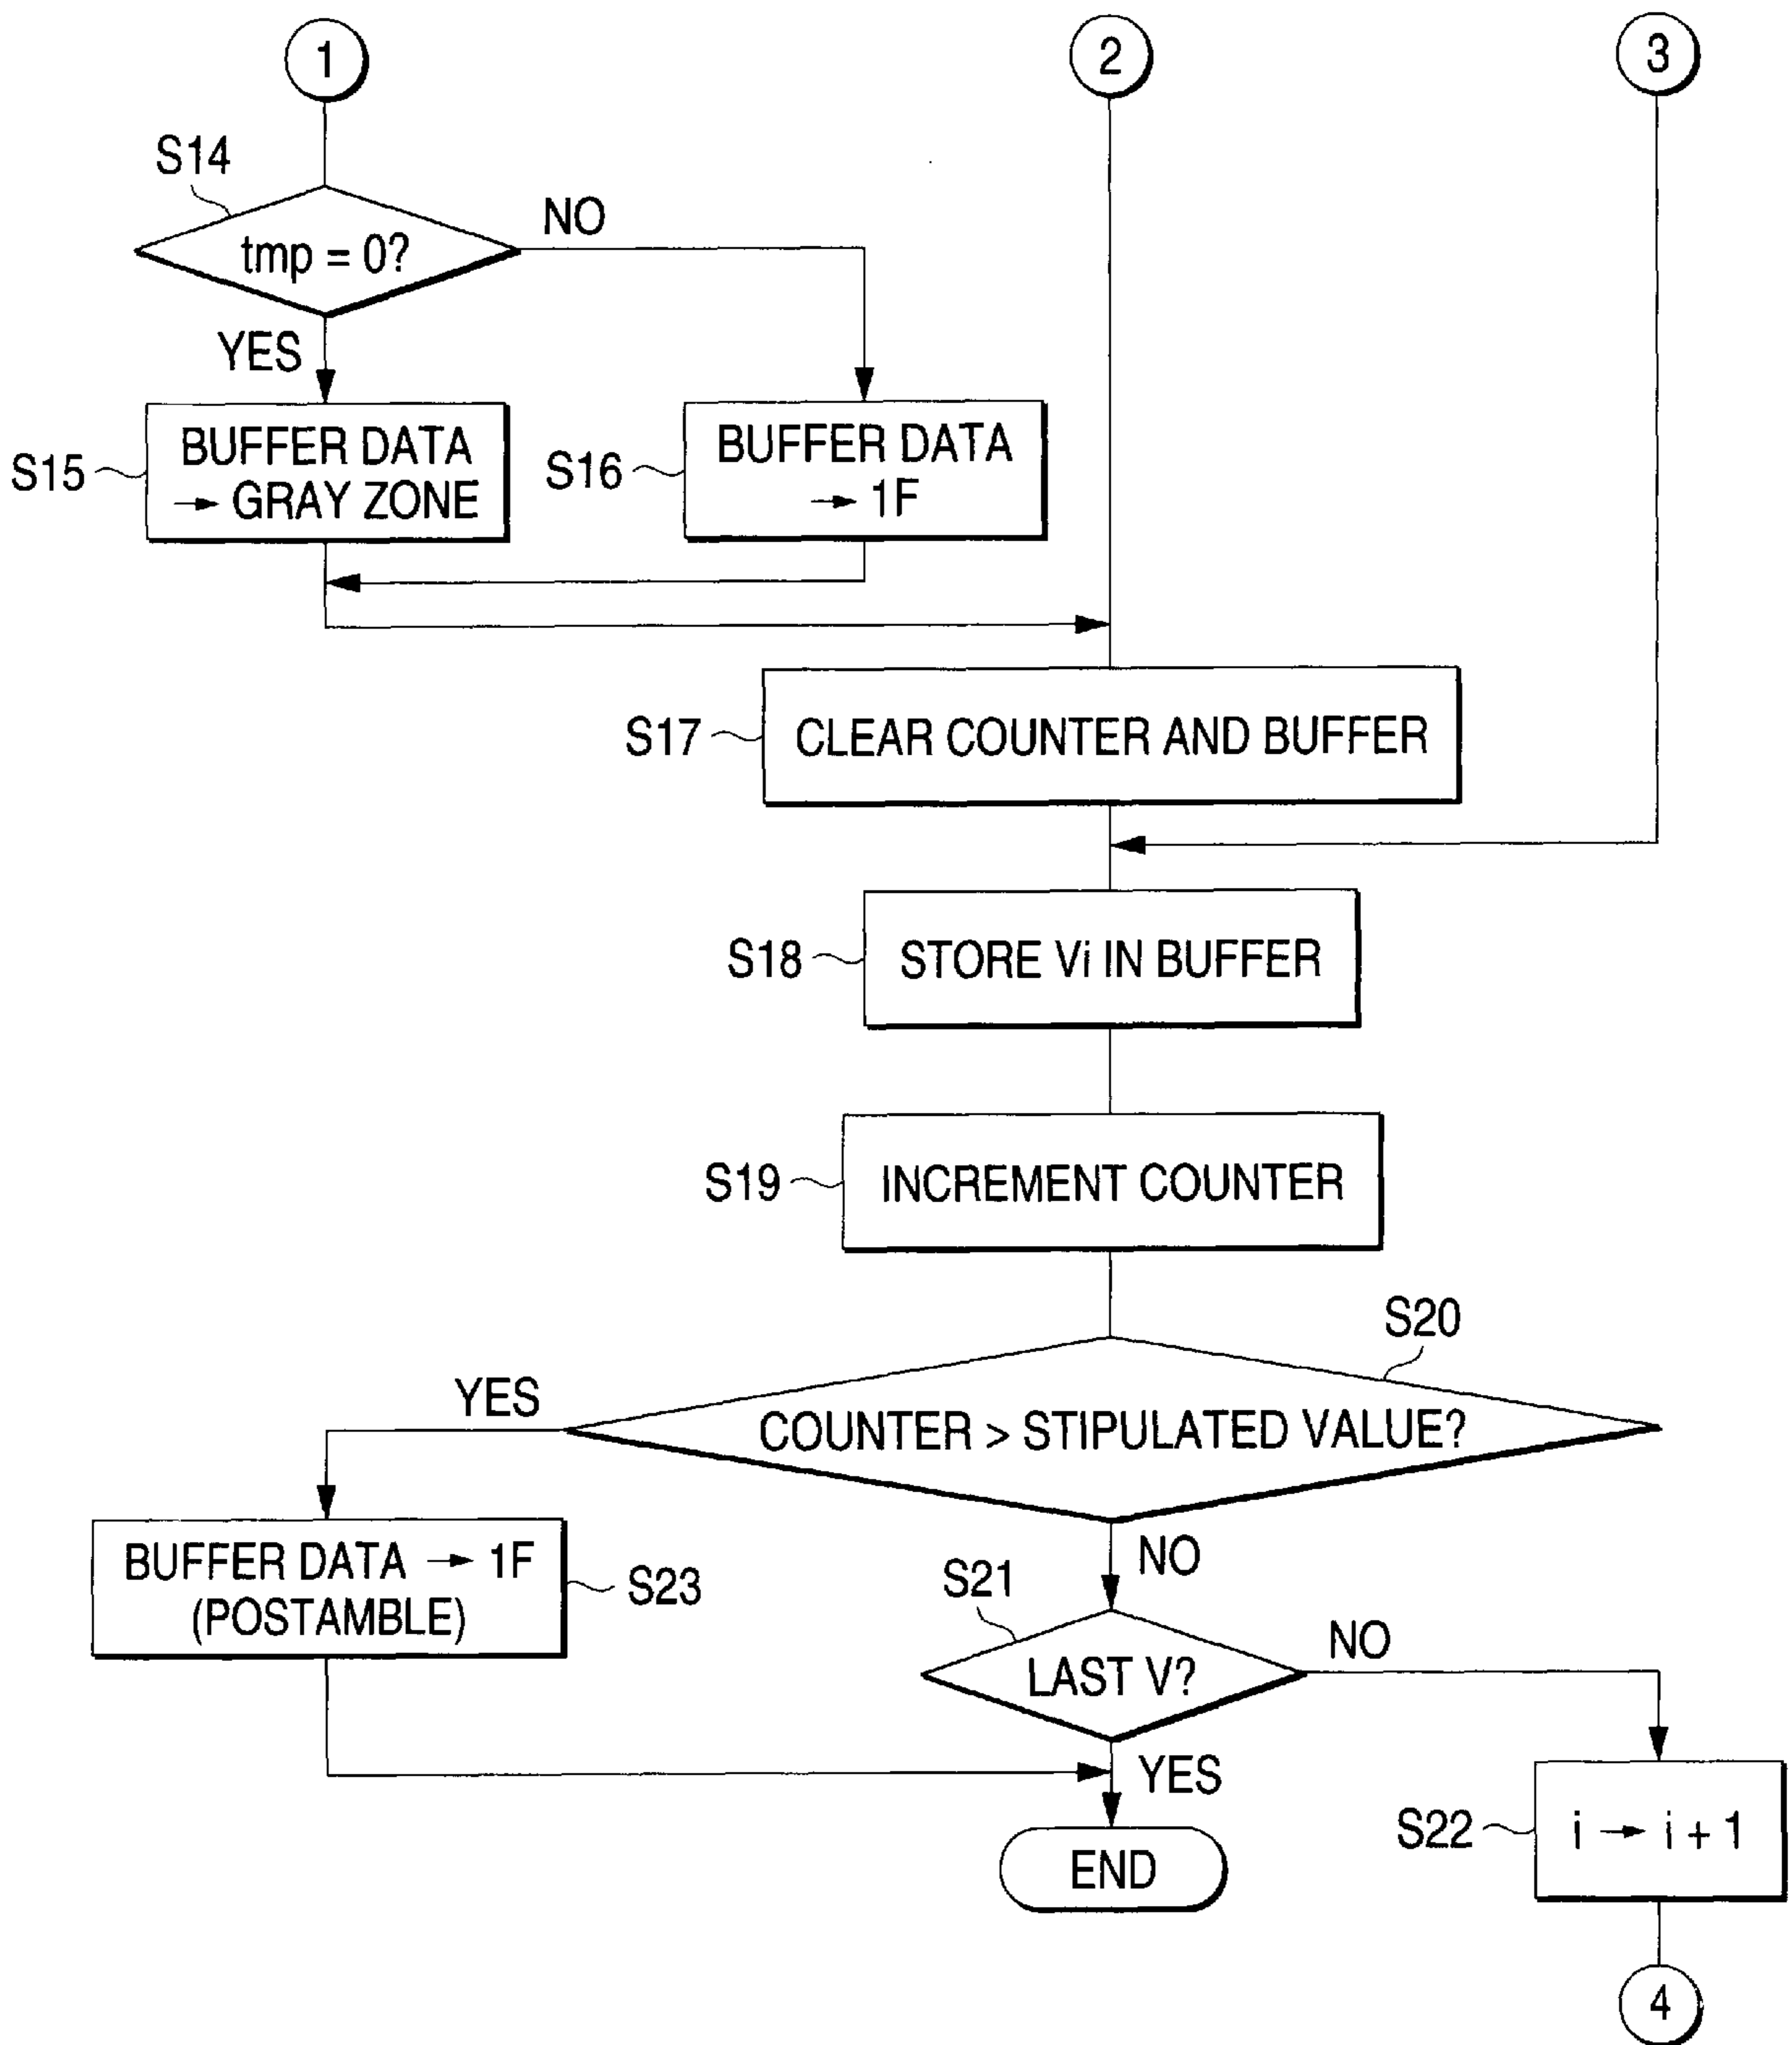 1
2
3
S14
tmp = 0?
NO
YES
S15
BUFFER DATA
→ GRAY ZONE
S16
BUFFER DATA
→ 1F
S17
CLEAR COUNTER AND BUFFER
S18
STORE Vi IN BUFFER
S19
INCREMENT COUNTER
S20
COUNTER > STIPULATED VALUE?
YES
NO
BUFFER DATA → 1F
(POSTAMBLE)
S23
S21
LAST V?
NO
YES
S22
i → i + 1
END
4